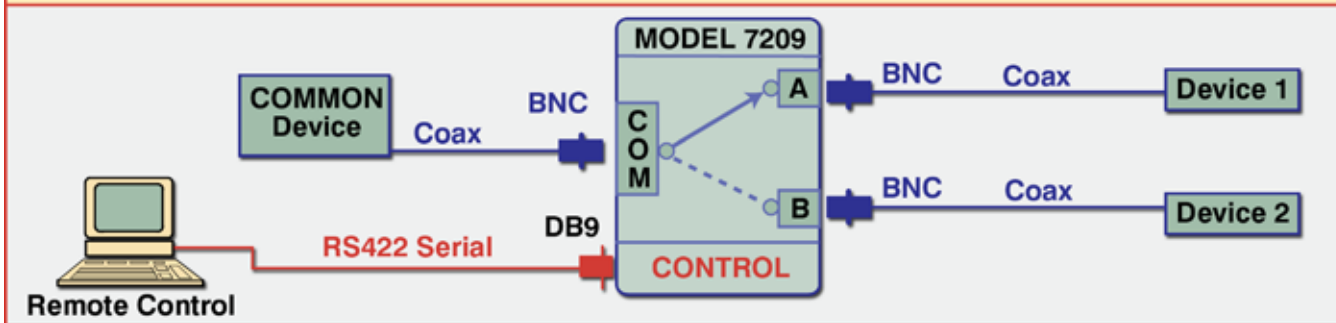 MODEL 7209
COMMON
Device
Coax
BNC
COM
A
BNC
Coax
Device 1
B
BNC
Coax
Device 2
DB9
RS422 Serial
CONTROL
Remote Control